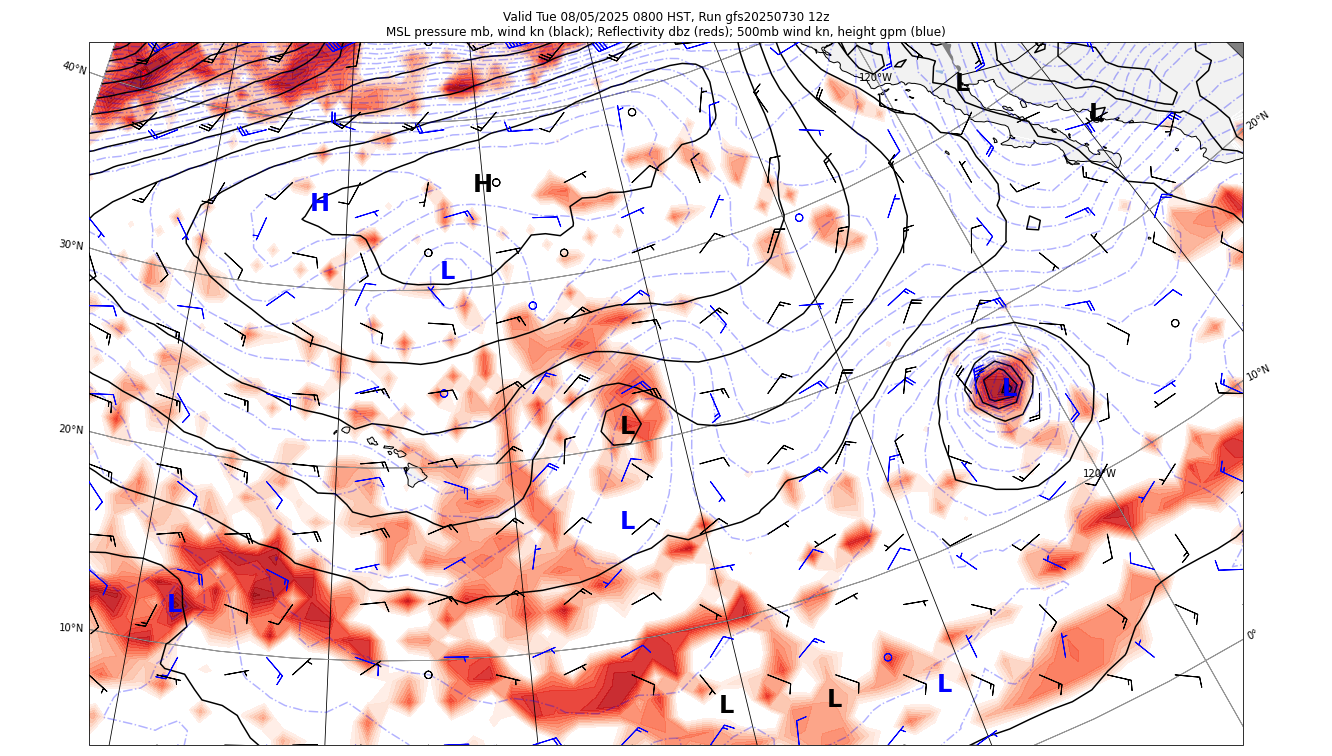 Valid Tue 08/05/2025 0800 HST, Run gfs20250730 12z
MSL pressure mb, wind kn (black); Reflectivity dbz (reds); 500mb wind kn, height gpm (blue)
40°N
120°W
L
L
20°N
H
H
30°N
L
10°N
L
20°N
L
120°W
L
L
10°N
0°
L
L
L